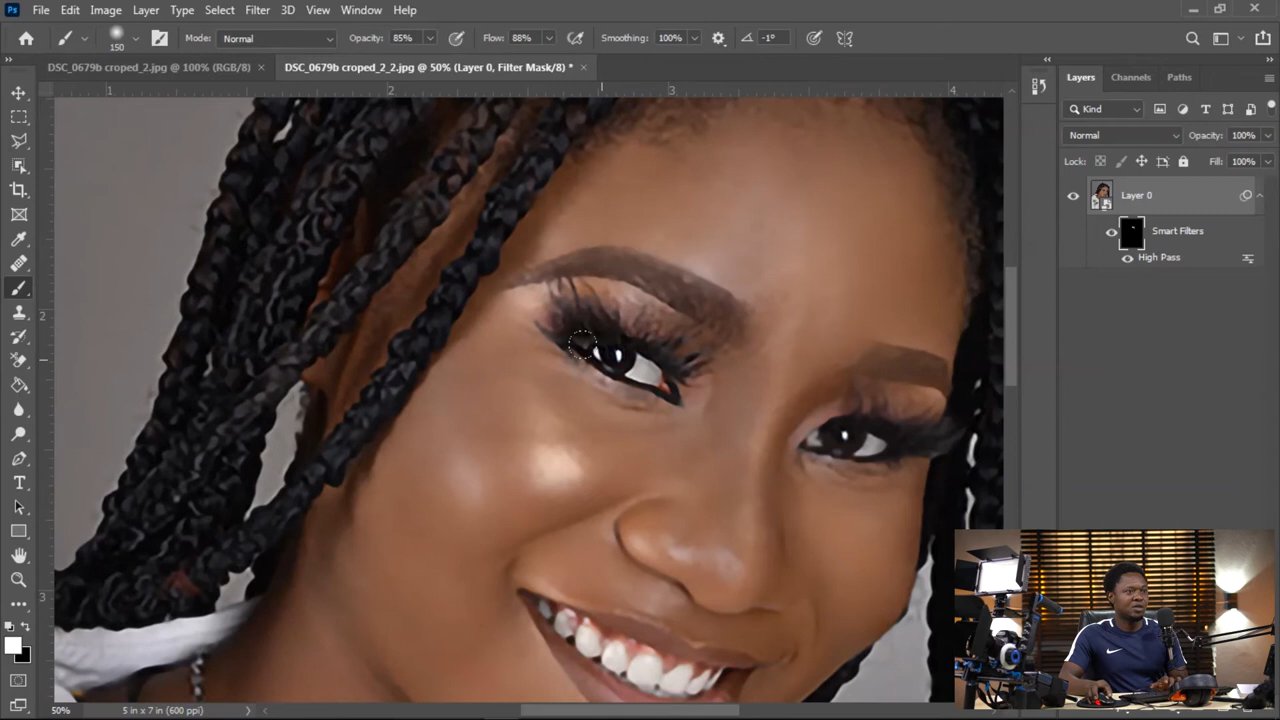 Ps File Edit Image Layer Type Select Filter 3D View Window Help
150 Mode: Normal Opacity: 85% Flow: 88% Smoothing: 100% -1°
DSC_0679b croped_2.jpg @ 100% (RGB/8) × DSC_0679b croped_2_2.jpg @ 50% (Layer 0, Filter Mask/8) * ×
Layers Channels Paths
1 2 3 4
Kind
Normal Opacity: 100%
Lock: Fill: 100%
Layer 0
Smart Filters
High Pass
2
3
50% 5 in x 7 in (600 ppi)